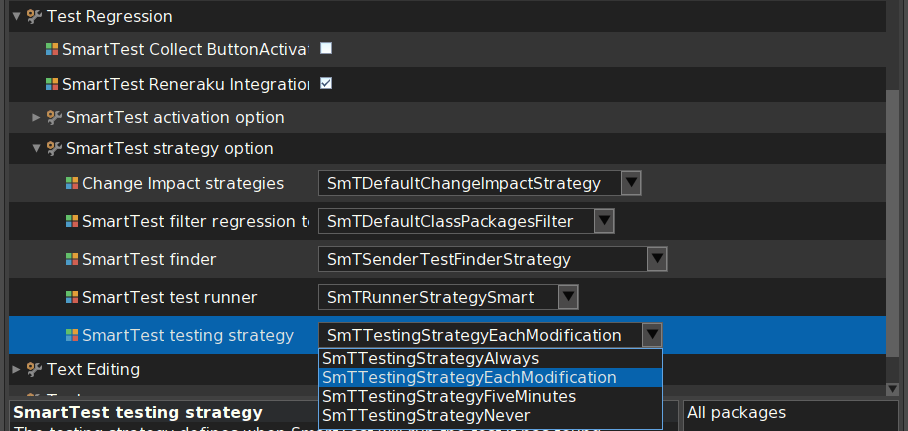 Test Regression
SmartTest Collect ButtonActiva
SmartTest Reneraku Integration
SmartTest activation option
SmartTest strategy option
Change Impact strategies SmTDefaultChangeImpactStrategy
SmartTest filter regression te SmTDefaultClassPackagesFilter
SmartTest finder SmTSenderTestFinderStrategy
SmartTest test runner SmTRunnerStrategySmart
SmartTest testing strategy SmTTestingStrategyEachModification
SmTTestingStrategyAlways
SmTTestingStrategyEachModification
Text Editing
SmTTestingStrategyFiveMinutes
SmTTestingStrategyNever
SmartTest testing strategy All packages